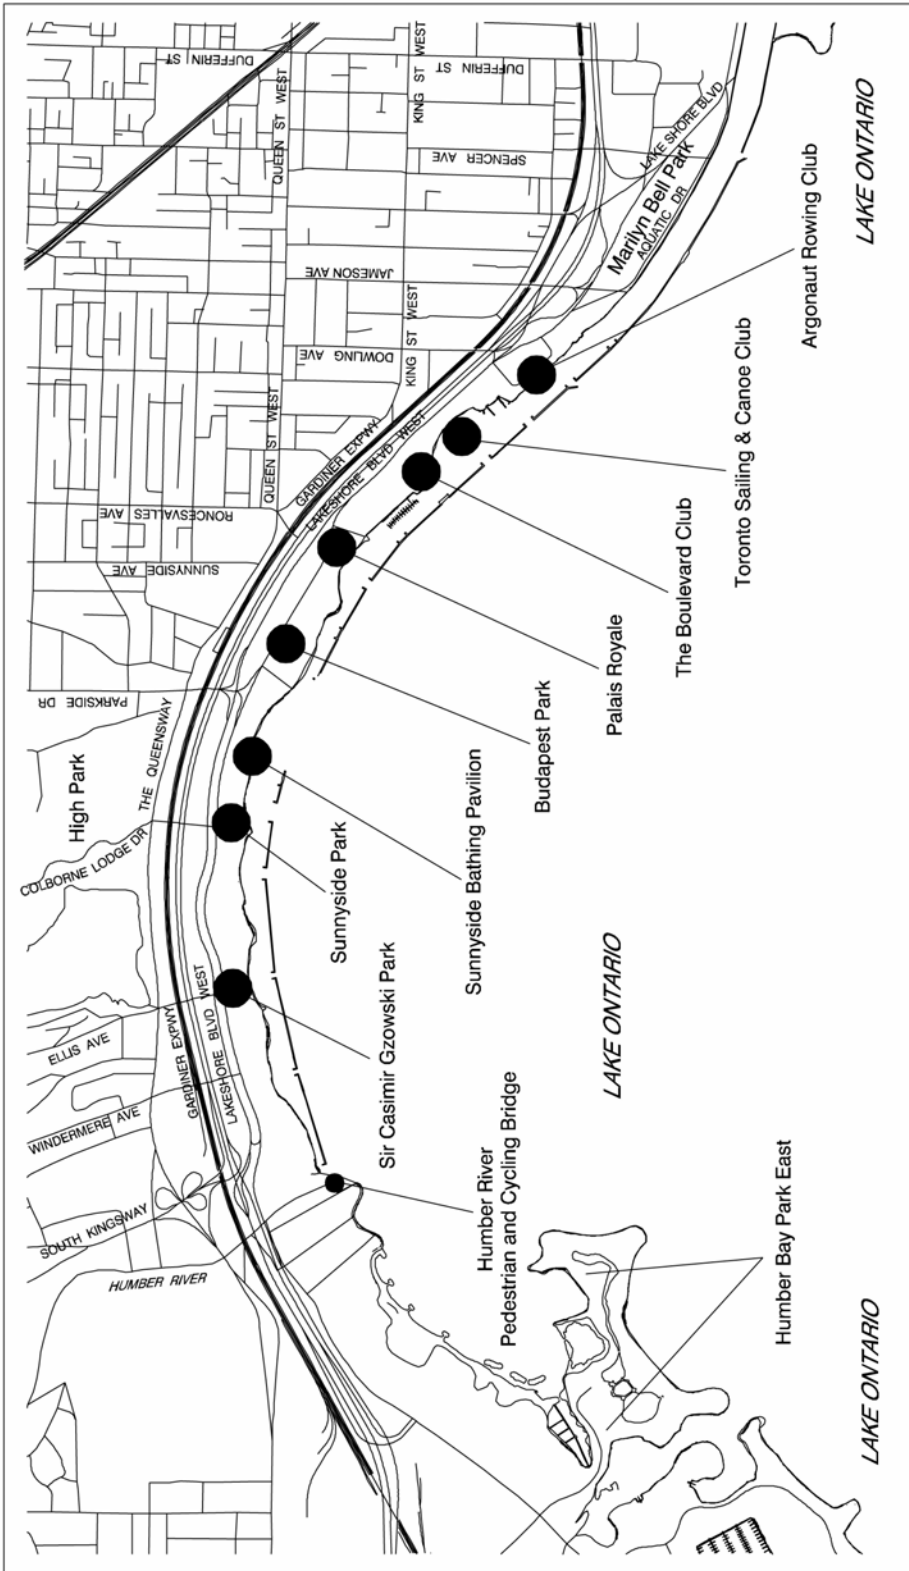 DUFFERIN ST
QUEEN ST WEST
KING ST WEST
DUFFERIN ST
SPENCER AVE
LAKE SHORE BLVD
Marilyn Bell Park
AQUATIC DR
LAKE ONTARIO
JAMESON AVE
KING ST WEST
DOWLING AVE
Argonaut Rowing Club
QUEEN ST WEST
GARDINER EXPWY
LAKESHORE BLVD WEST
RONCESVALLES AVE
SUNNYSIDE AVE
Toronto Sailing & Canoe Club
The Boulevard Club
Palais Royale
Budapest Park
PARKSIDE DR
THE QUEENSWAY
High Park
COLBORNE LODGE DR
Sunnyside Bathing Pavilion
Sunnyside Park
Sir Casimir Gzowski Park
LAKE ONTARIO
ELLIS AVE
WINDERMERE AVE
GARDINER EXPWY
LAKESHORE BLVD WEST
SOUTH KINGSWAY
HUMBER RIVER
Humber River
Pedestrian and Cycling Bridge
Humber Bay Park East
LAKE ONTARIO